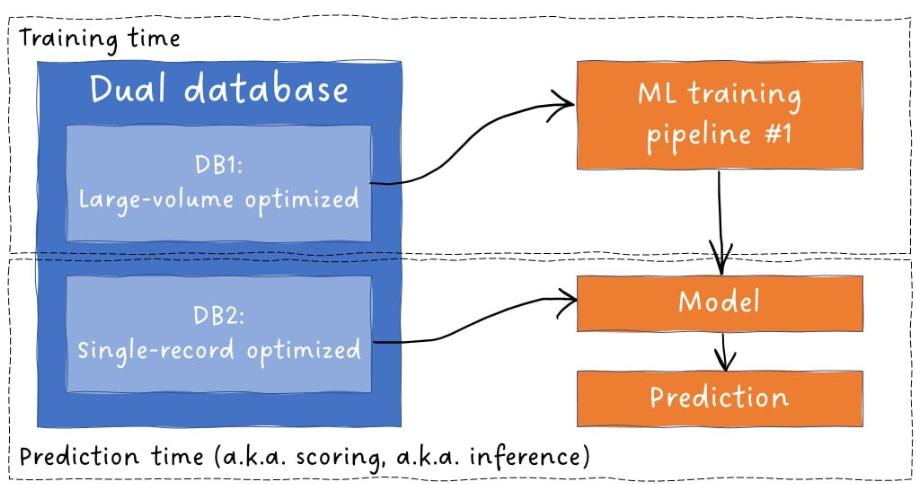 Training time
Dual database
DB1:
Large-volume optimized
ML training
pipeline #1
DB2:
Single-record optimized
Model
Prediction
Prediction time (a.k.a. scoring, a.k.a. inference)